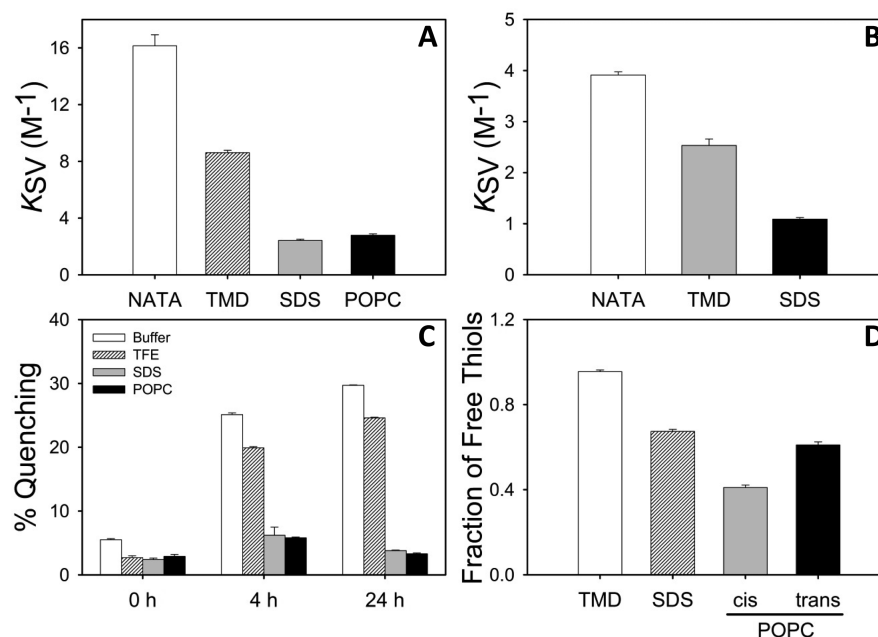 A
16
12
8
4
0
KSV (M-1)
NATA TMD SDS POPC
B
5
4
3
2
1
0
KSV (M-1)
NATA TMD SDS
C
40
30
20
10
0
% Quenching
Buffer
TFE
SDS
POPC
0 h 4 h 24 h
D
1.2
0.8
0.4
0.0
Fraction of Free Thiols
TMD SDS cis trans
POPC